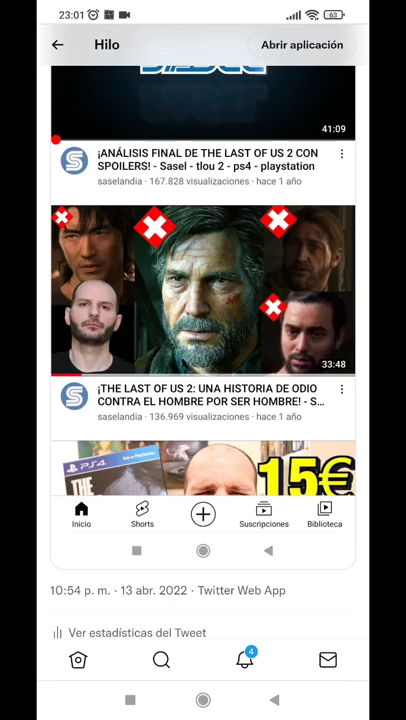 23:01
63
Hilo
Abrir aplicación
41:09
¡ANÁLISIS FINAL DE THE LAST OF US 2 CON
SPOILERS! - Sasel - tlou 2 - ps4 - playstation
saselandia · 167.828 visualizaciones · hace 1 año
33:48
¡THE LAST OF US 2: UNA HISTORIA DE ODIO
CONTRA EL HOMBRE POR SER HOMBRE! - S...
saselandia · 136.969 visualizaciones · hace 1 año
PS4
THE
15€
Inicio
Shorts
Suscripciones
Biblioteca
10:54 p. m. · 13 abr. 2022 · Twitter Web App
Ver estadísticas del Tweet
4